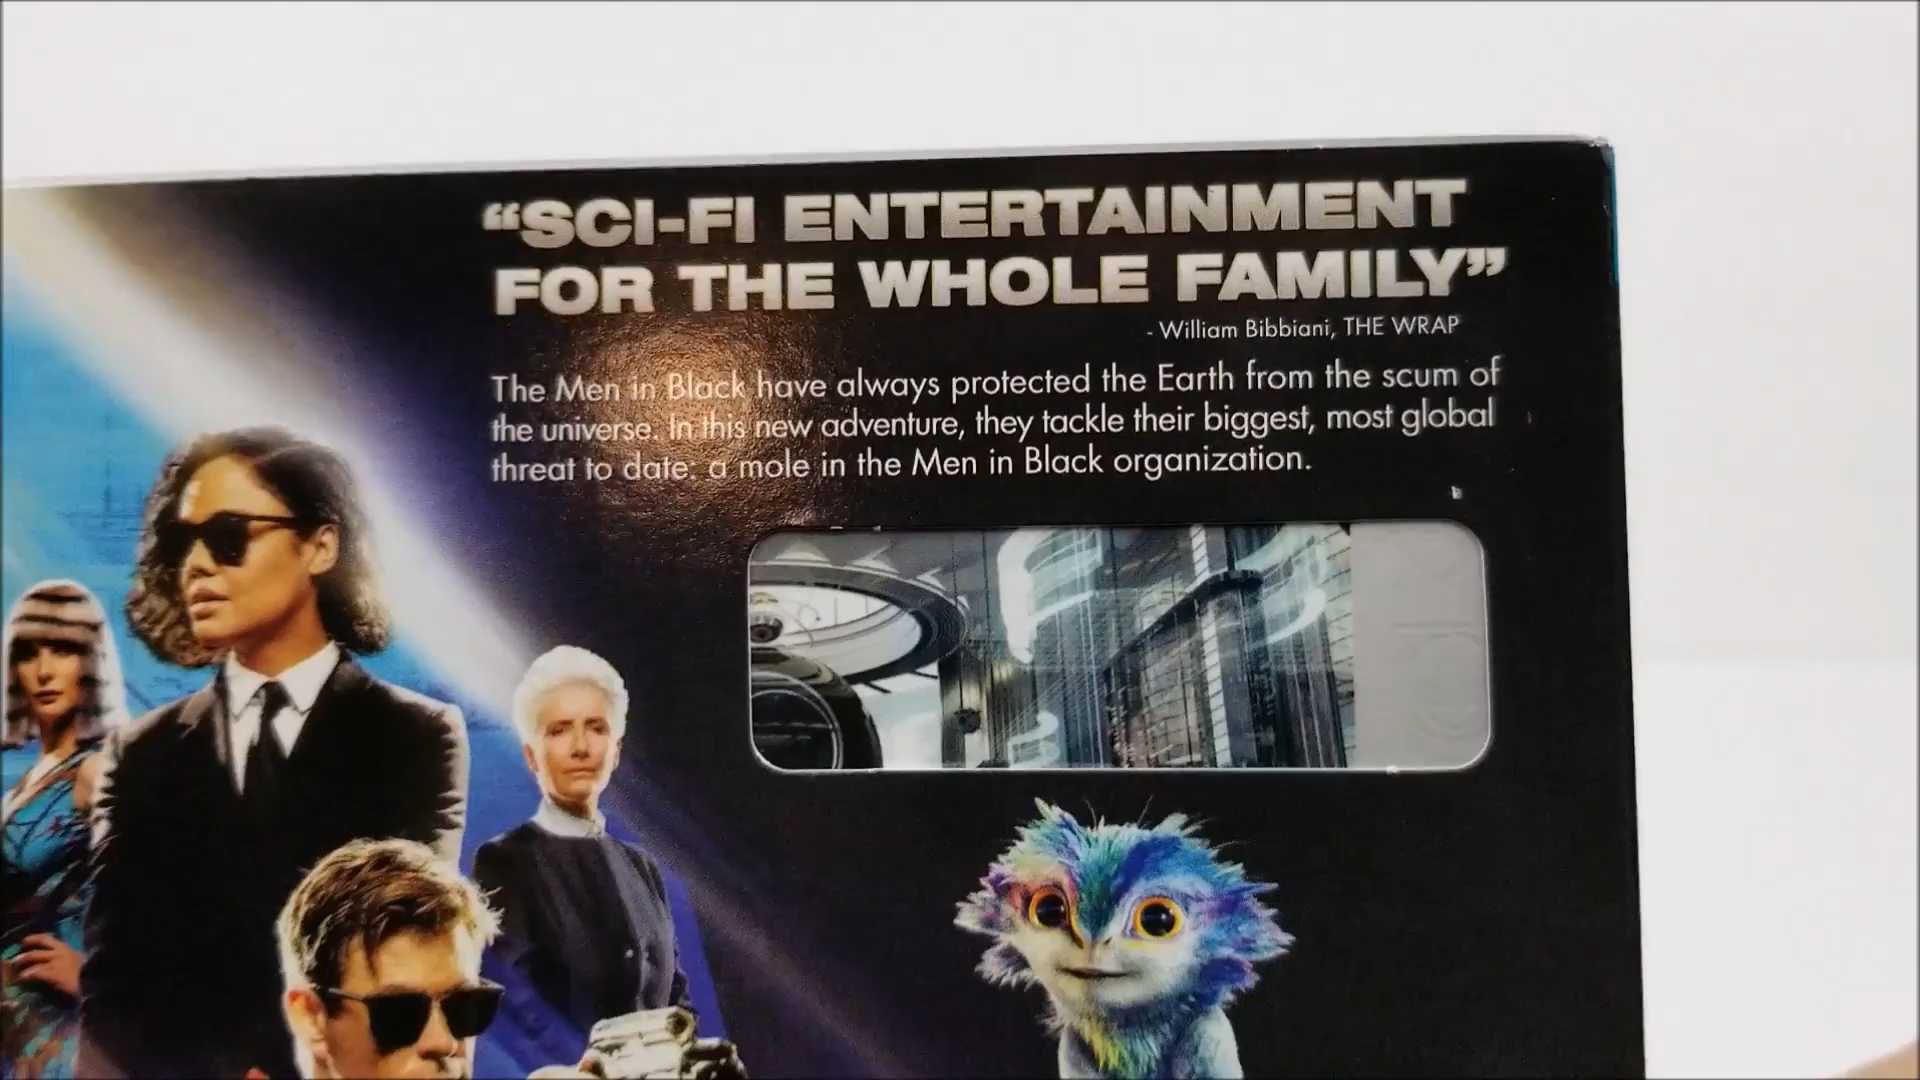 “SCI-FI ENTERTAINMENT
FOR THE WHOLE FAMILY”
- William Bibbiani, THE WRAP
The Men in Black have always protected the Earth from the scum of
the universe. In this new adventure, they tackle their biggest, most global
threat to date: a mole in the Men in Black organization.